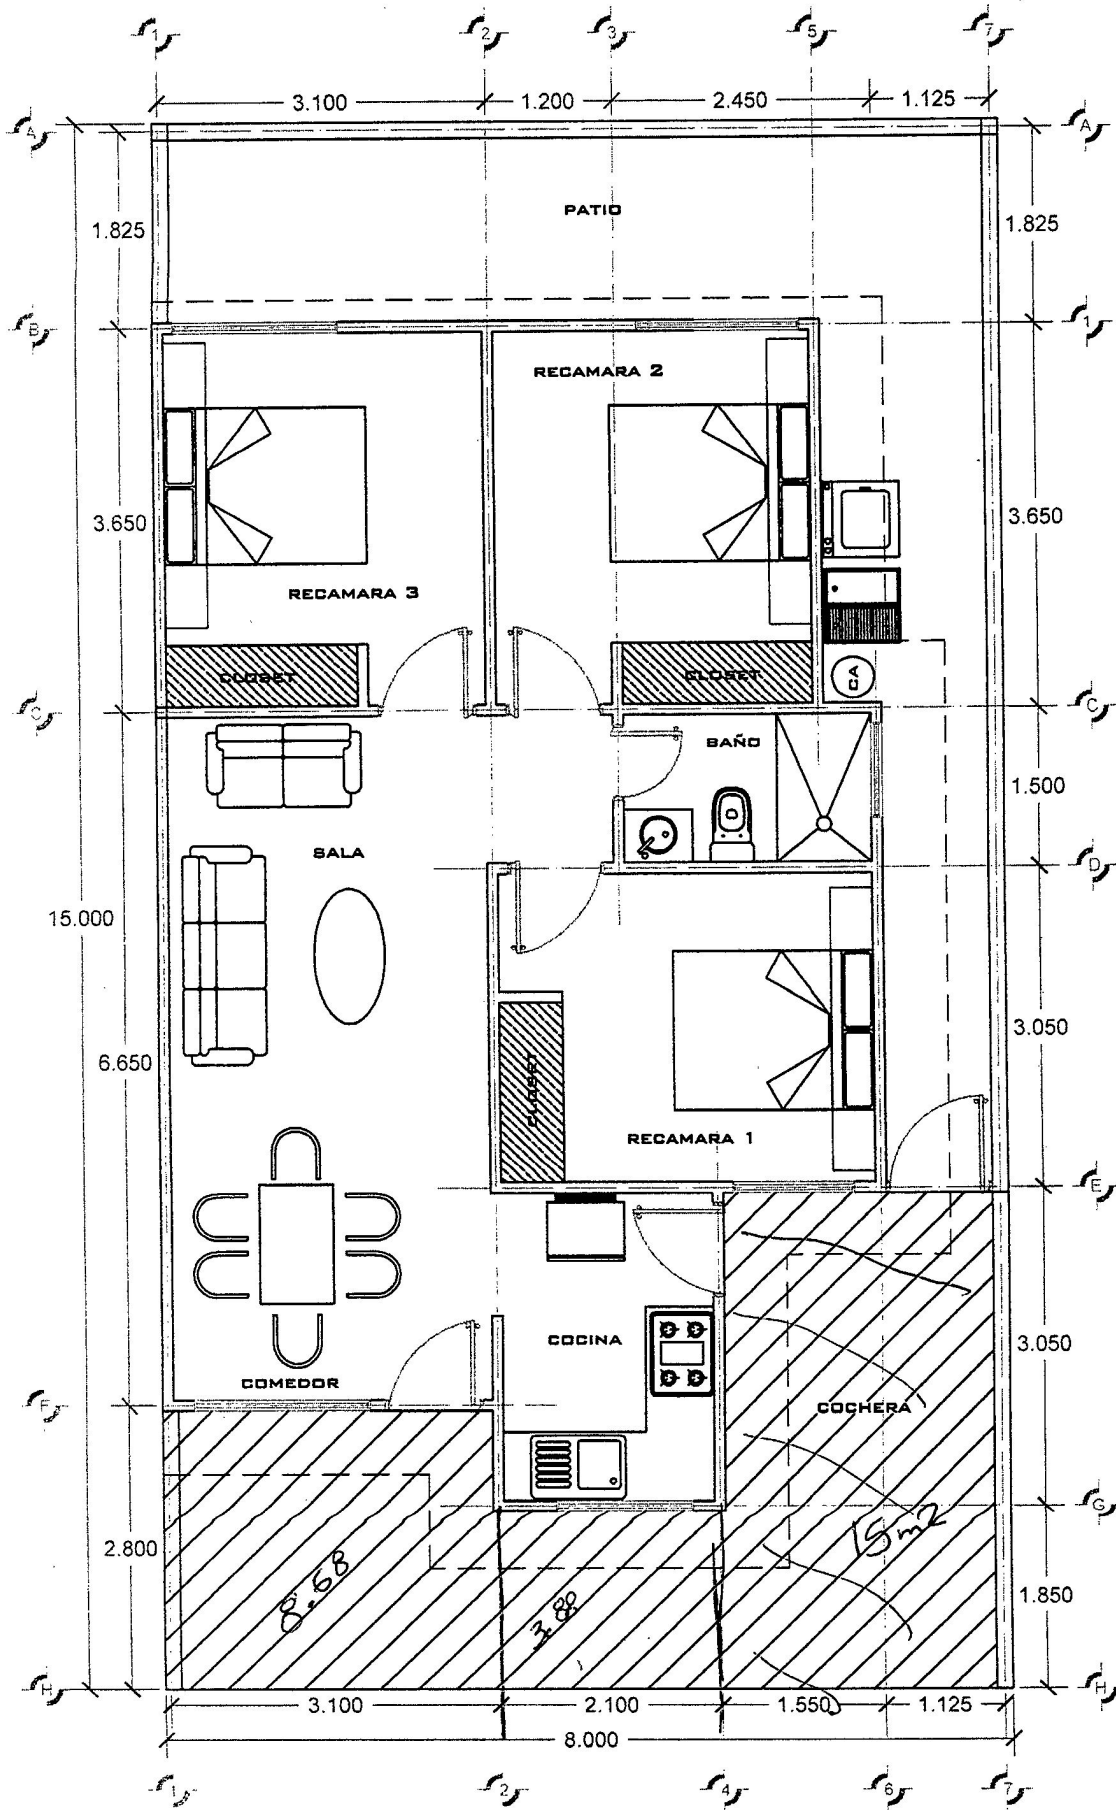 1 2 3 5 7
3.100 1.200 2.450 1.125
A A
PATIO
1.825 1.825
B 1
RECAMARA 2
3.650 3.650
RECAMARA 3
CLOSET CLOSET
CA
C C
BAÑO
1.500
SALA
D
15.000
3.050
6.650
CLOSET
RECAMARA 1
E
COCINA
3.050
COMEDOR
F
COCHERA
G
15 m2
2.800
8.68
3.88
1.850
H H
3.100 2.100 1.550 1.125
8.000
1 2 4 6 7